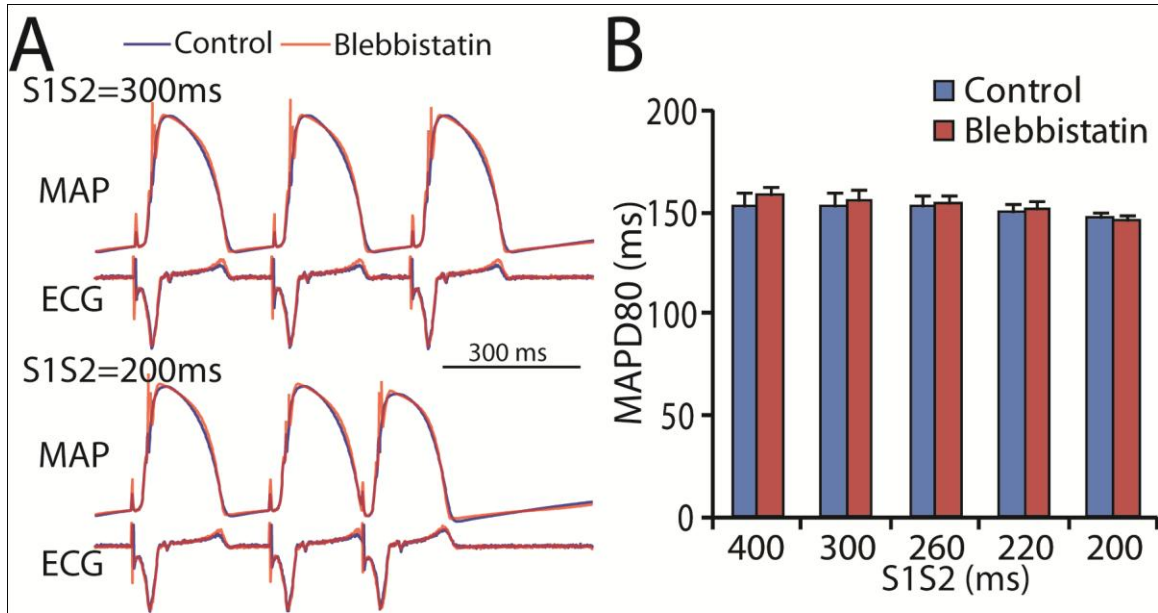 A
Control Blebbistatin
S1S2=300ms
MAP
ECG
300 ms
S1S2=200ms
MAP
ECG
B
Control
Blebbistatin
200
150
100
50
0
MAPD80 (ms)
400 300 260 220 200
S1S2 (ms)